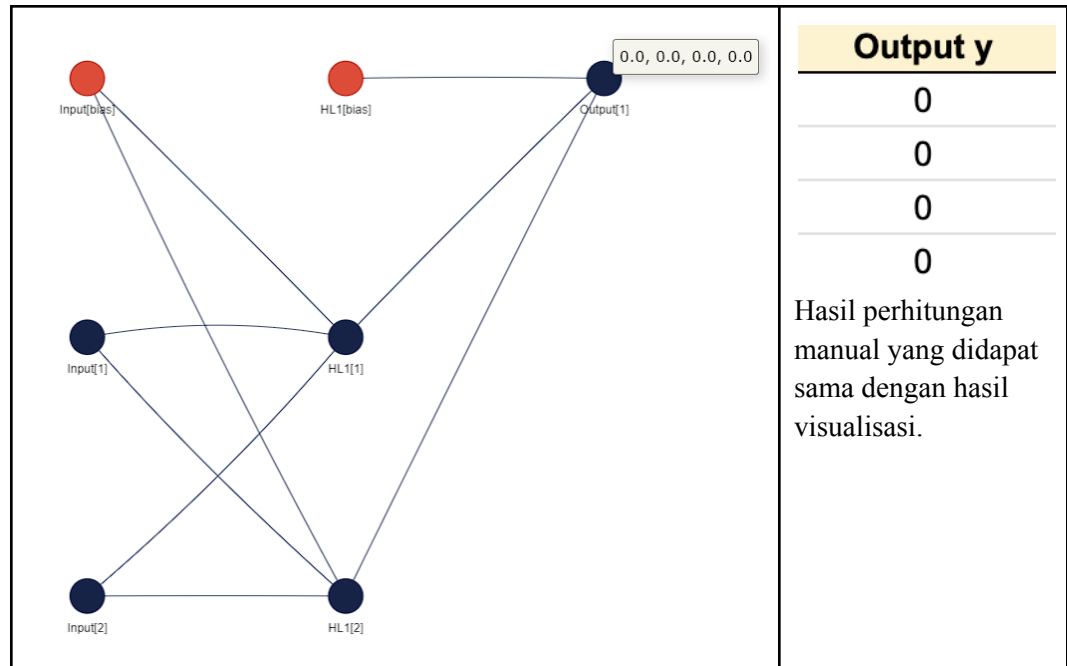 0.0, 0.0, 0.0, 0.0
Input[bias]
HL1[bias]
Output[1]
Input[1]
HL1[1]
Input[2]
HL1[2]
Output y
0
0
0
0
Hasil perhitungan
manual yang didapat
sama dengan hasil
visualisasi.